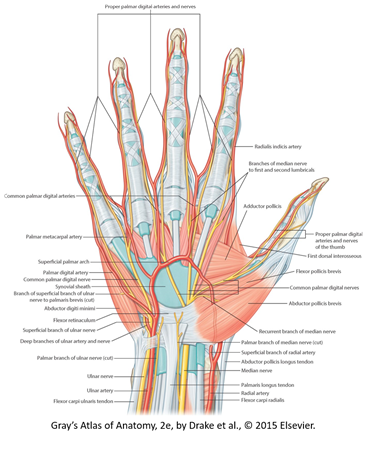 Proper palmar digital arteries and nerves
Radialis indicis artery
Branches of median nerve
to first and second lumbricals
Common palmar digital arteries
Adductor pollicis
Palmar metacarpal artery
Proper palmar digital
arteries and nerves
of the thumb
First dorsal interosseous
Superficial palmar arch
Palmar digital artery
Common palmar digital nerve
Synovial sheath
Branch of superficial branch of ulnar
nerve to palmaris brevis (cut)
Abductor digiti minimi
Flexor retinaculum
Superficial branch of ulnar nerve
Deep branches of ulnar artery and nerve
Flexor pollicis brevis
Common palmar digital nerves
Abductor pollicis brevis
Recurrent branch of median nerve
Palmar branch of ulnar nerve (cut)
Palmar branch of median nerve (cut)
Superficial branch of radial artery
Abductor pollicis longus tendon
Median nerve
Ulnar nerve
Ulnar artery
Flexor carpi ulnaris tendon
Palmaris longus tendon
Radial artery
Flexor carpi radialis
Gray's Atlas of Anatomy, 2e, by Drake et al., © 2015 Elsevier.